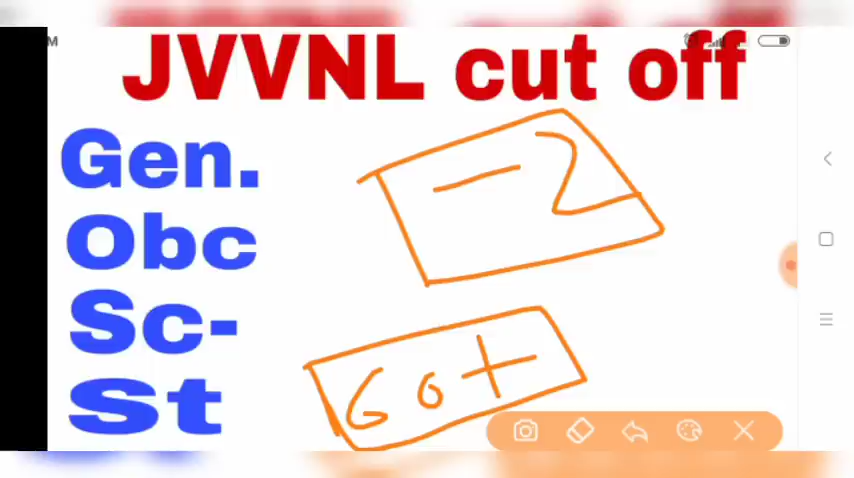 M
JVVNL cut off
Gen.
Obc
Sc-
St
- 2
60+